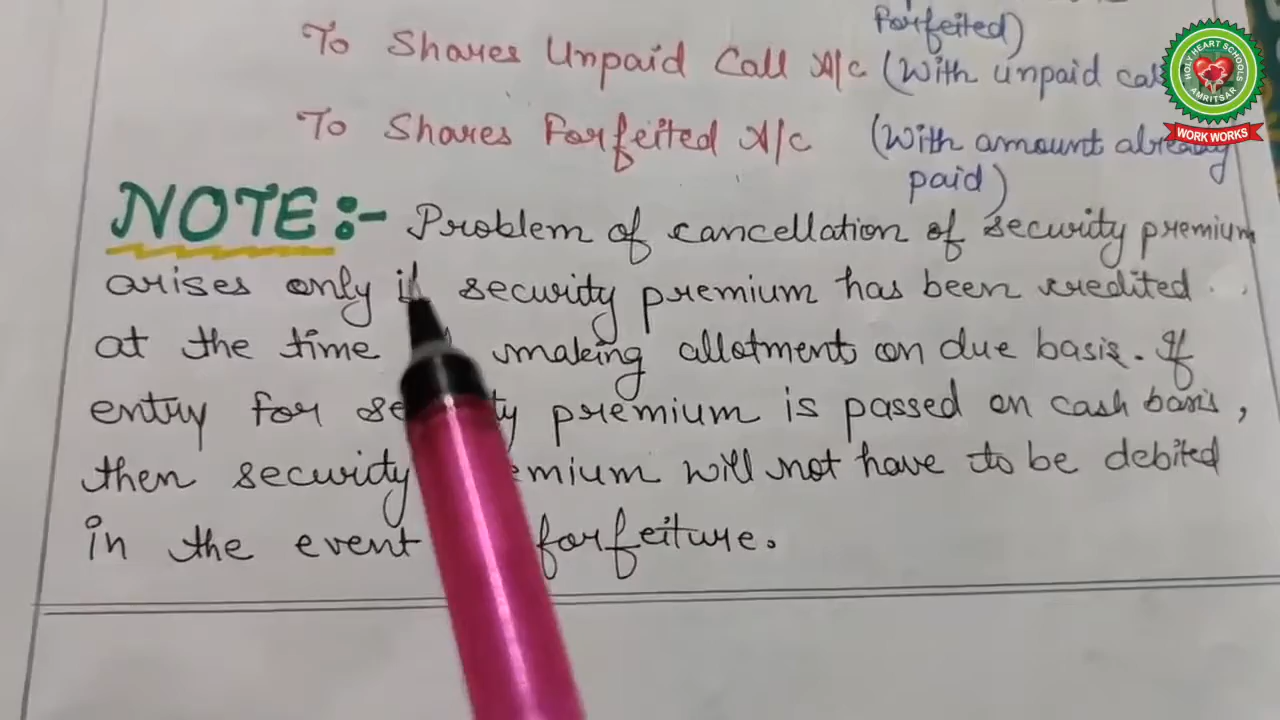 Forfeited)
To Shares Unpaid Call A/c (With unpaid
To Shares Forfeited A/c (With amount already
paid)
NOTE:- Problem of cancellation of security premium
arises only if security premium has been credited
at the time making allotment on due basis. If
entry for premium is passed on cash basis,
then security will not have to be debited
in the event forfeiture.
HOLY HEART SCHOOLS
AMRITSAR
WORK WORKS